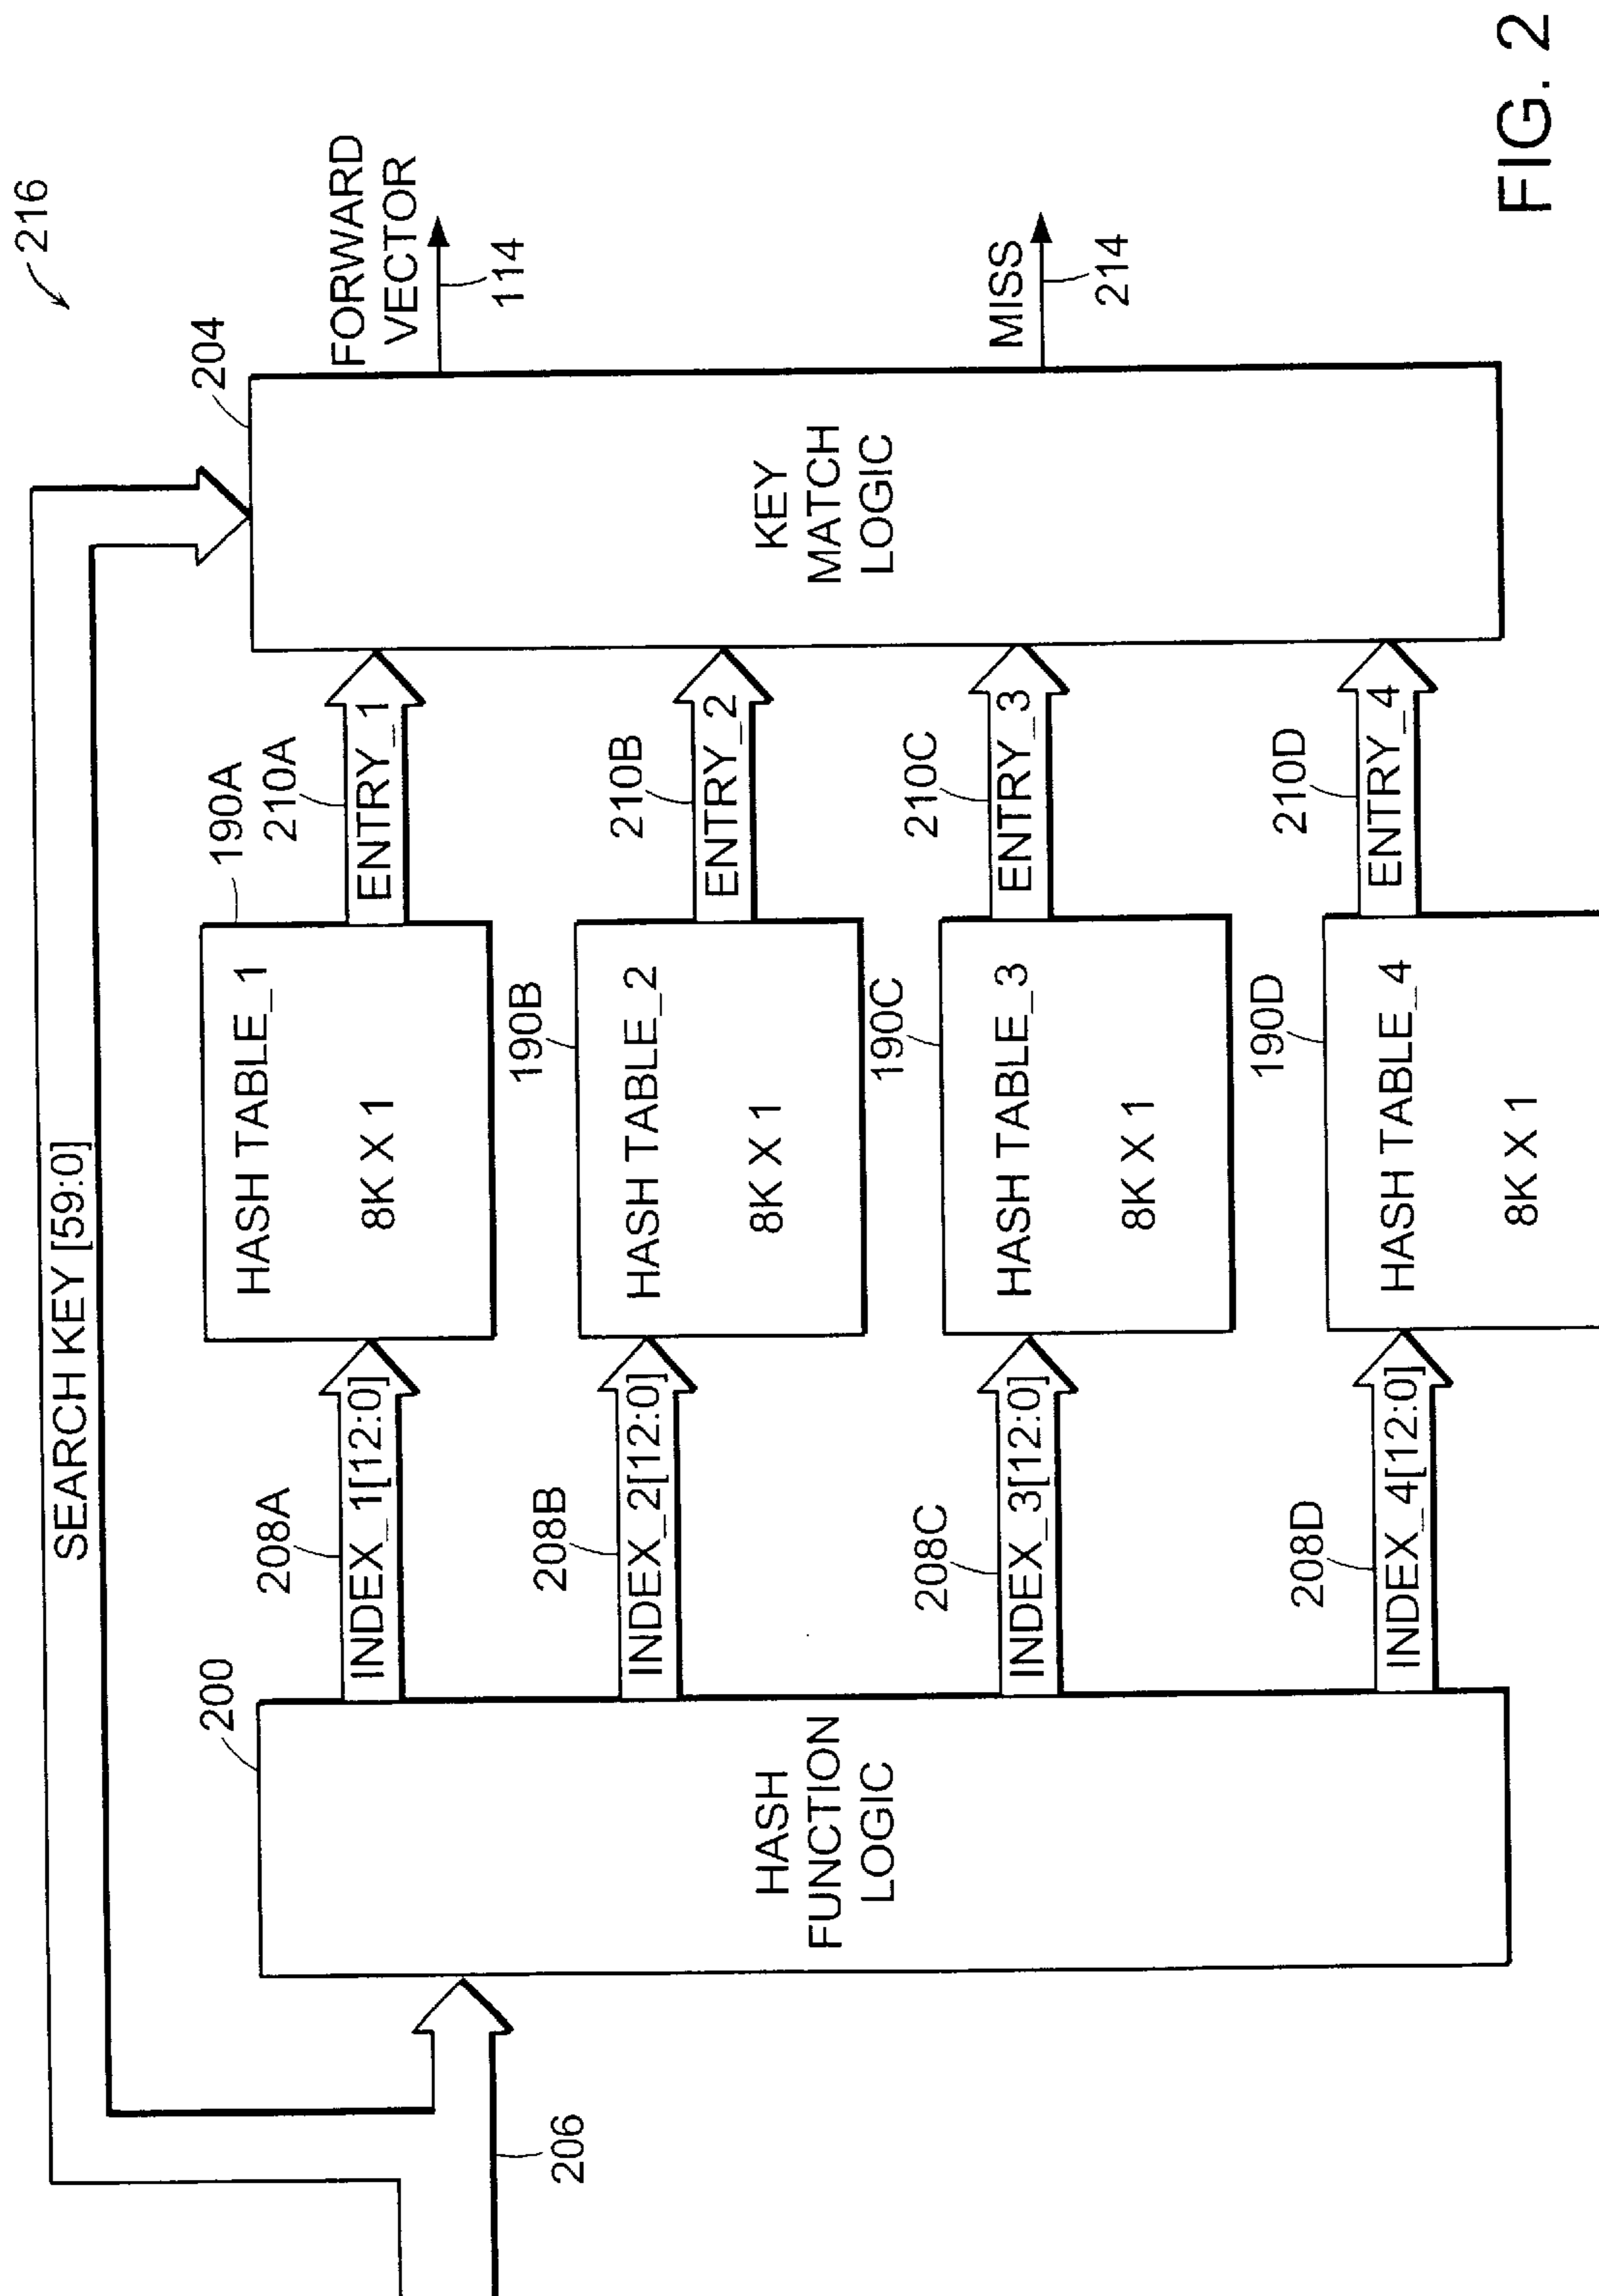 216
SEARCH KEY [59:0]
206
200
HASH
FUNCTION
LOGIC
208A
INDEX_1[12:0]
208B
INDEX_2[12:0]
208C
INDEX_3[12:0]
208D
INDEX_4[12:0]
190A
HASH TABLE_1
8K X 1
190B
HASH TABLE_2
8K X 1
190C
HASH TABLE_3
8K X 1
190D
HASH TABLE_4
8K X 1
210A
ENTRY_1
210B
ENTRY_2
210C
ENTRY_3
210D
ENTRY_4
204
KEY
MATCH
LOGIC
FORWARD
VECTOR
114
MISS
214
FIG. 2